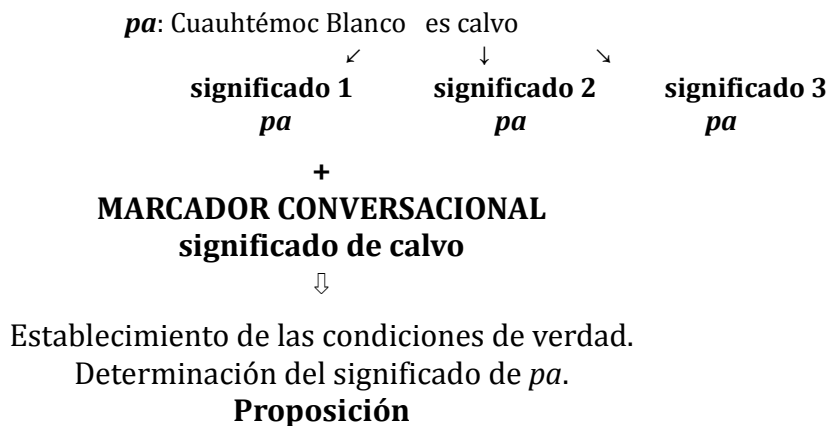 pa: Cuauhtémoc Blanco es calvo
↙ ↓ ↘
significado 1 significado 2 significado 3
pa pa pa
+
MARCADOR CONVERSACIONAL
significado de calvo
⇩
Establecimiento de las condiciones de verdad.
Determinación del significado de pa.
Proposición